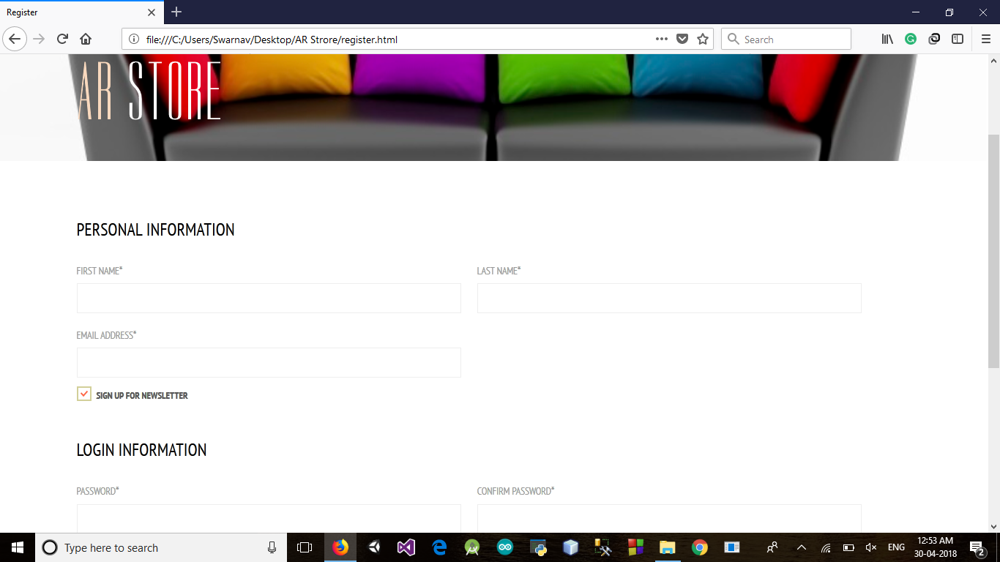 Register
file:///C:/Users/Swarnav/Desktop/AR Strore/register.html
Search
AR STORE
PERSONAL INFORMATION
FIRST NAME*
LAST NAME*
EMAIL ADDRESS*
SIGN UP FOR NEWSLETTER
LOGIN INFORMATION
PASSWORD*
CONFIRM PASSWORD*
Type here to search
ENG
12:53 AM
30-04-2018
2